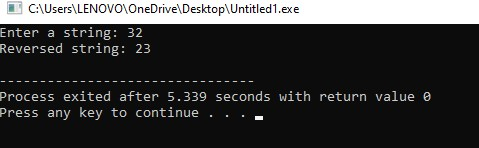 C:\Users\LENOVO\OneDrive\Desktop\Untitled1.exe
Enter a string: 32
Reversed string: 23
--------------------------------
Process exited after 5.339 seconds with return value 0
Press any key to continue . . .